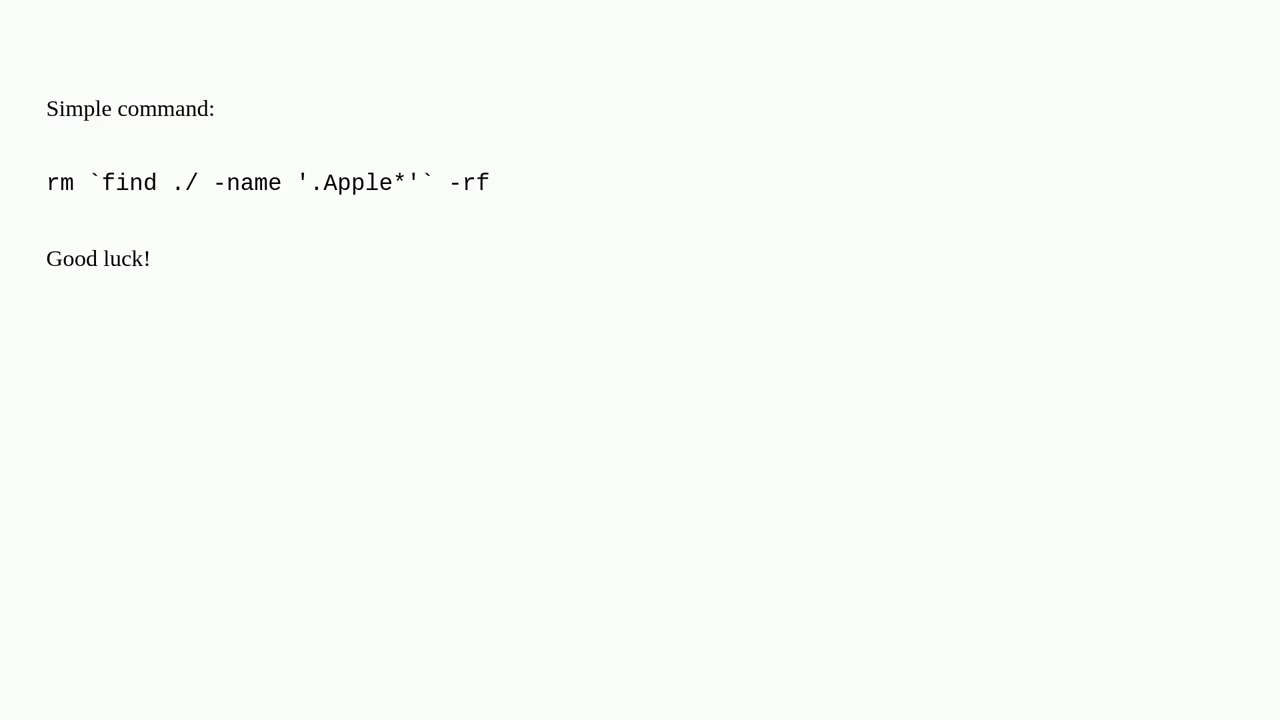 Simple command:
rm `find ./ -name '.Apple*'` -rf
Good luck!